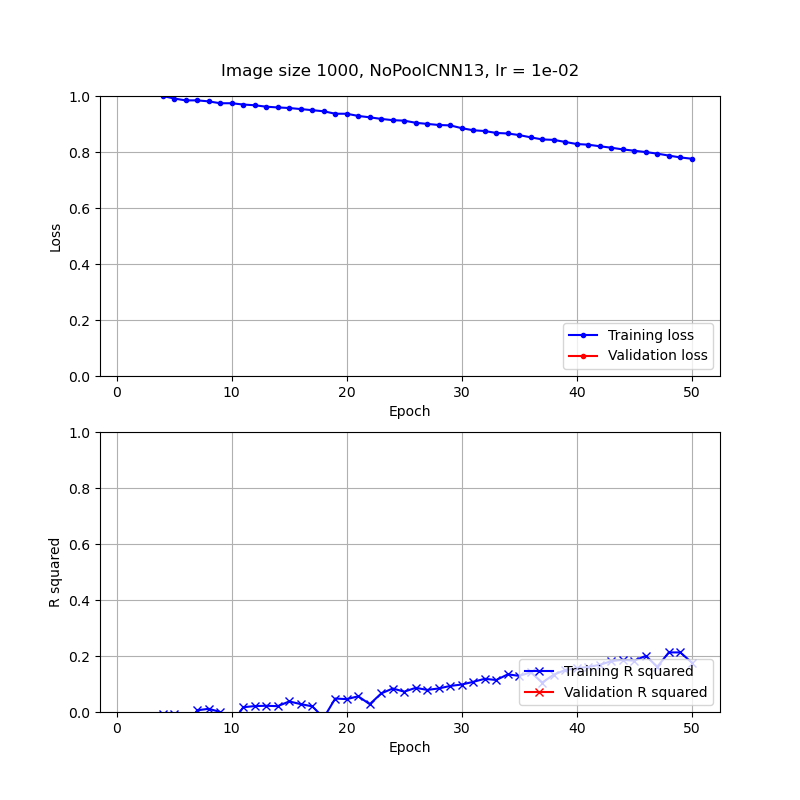 Image size 1000, NoPoolCNN13, lr = 1e-02
1.0
0.8
0.6
0.4
0.2
0.0
Loss
Training loss
Validation loss
0 10 20 30 40 50
Epoch
1.0
0.8
0.6
0.4
0.2
0.0
R squared
Training R squared
Validation R squared
0 10 20 30 40 50
Epoch